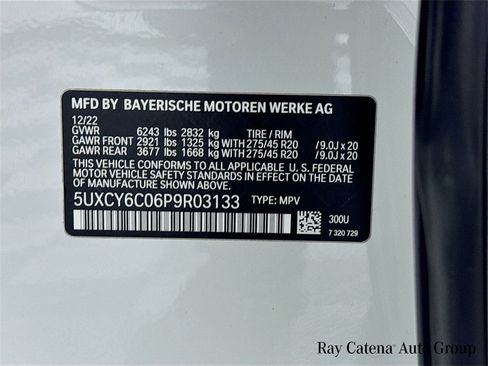 MFD BY BAYERISCHE MOTOREN WERKE AG
12/22
GVWR 6243 lbs 2832 kg TIRE / RIM
GAWR FRONT 2921 lbs 1325 kg WITH 275/45 R20 /9.0J x 20
GAWR REAR 3677 lbs 1668 kg WITH 275/45 R20 /9.0J x 20
THIS VEHICLE CONFORMS TO ALL APPLICABLE U.S. FEDERAL
MOTOR VEHICLE SAFETY STANDARDS IN EFFECT ON THE DATE
OF MANUFACTURE SHOWN ABOVE.
5UXCY6C06P9R03133 TYPE: MPV
300U
7 320 729
Ray Catena Auto Group